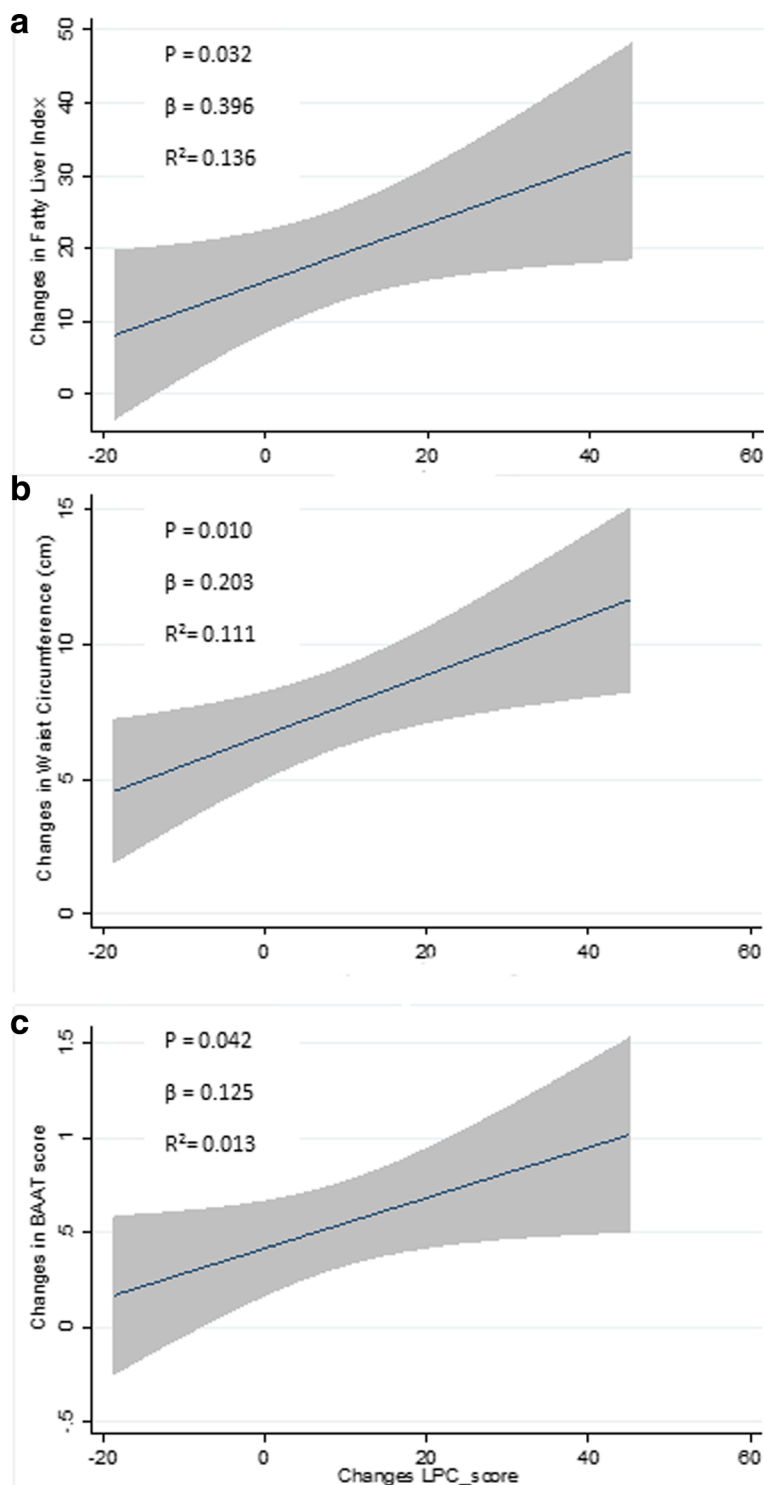 a
P = 0.032
β = 0.396
R²= 0.136
Changes in Fatty Liver Index
50
40
30
20
10
0
-20 0 20 40 60
b
P = 0.010
β = 0.203
R²= 0.111
Changes in Waist Circumference (cm)
15
10
5
0
-20 0 20 40 60
c
P = 0.042
β = 0.125
R²= 0.013
Changes in BAAT score
1.5
1
.5
0
-.5
-20 0 20 40 60
Changes LPC_score